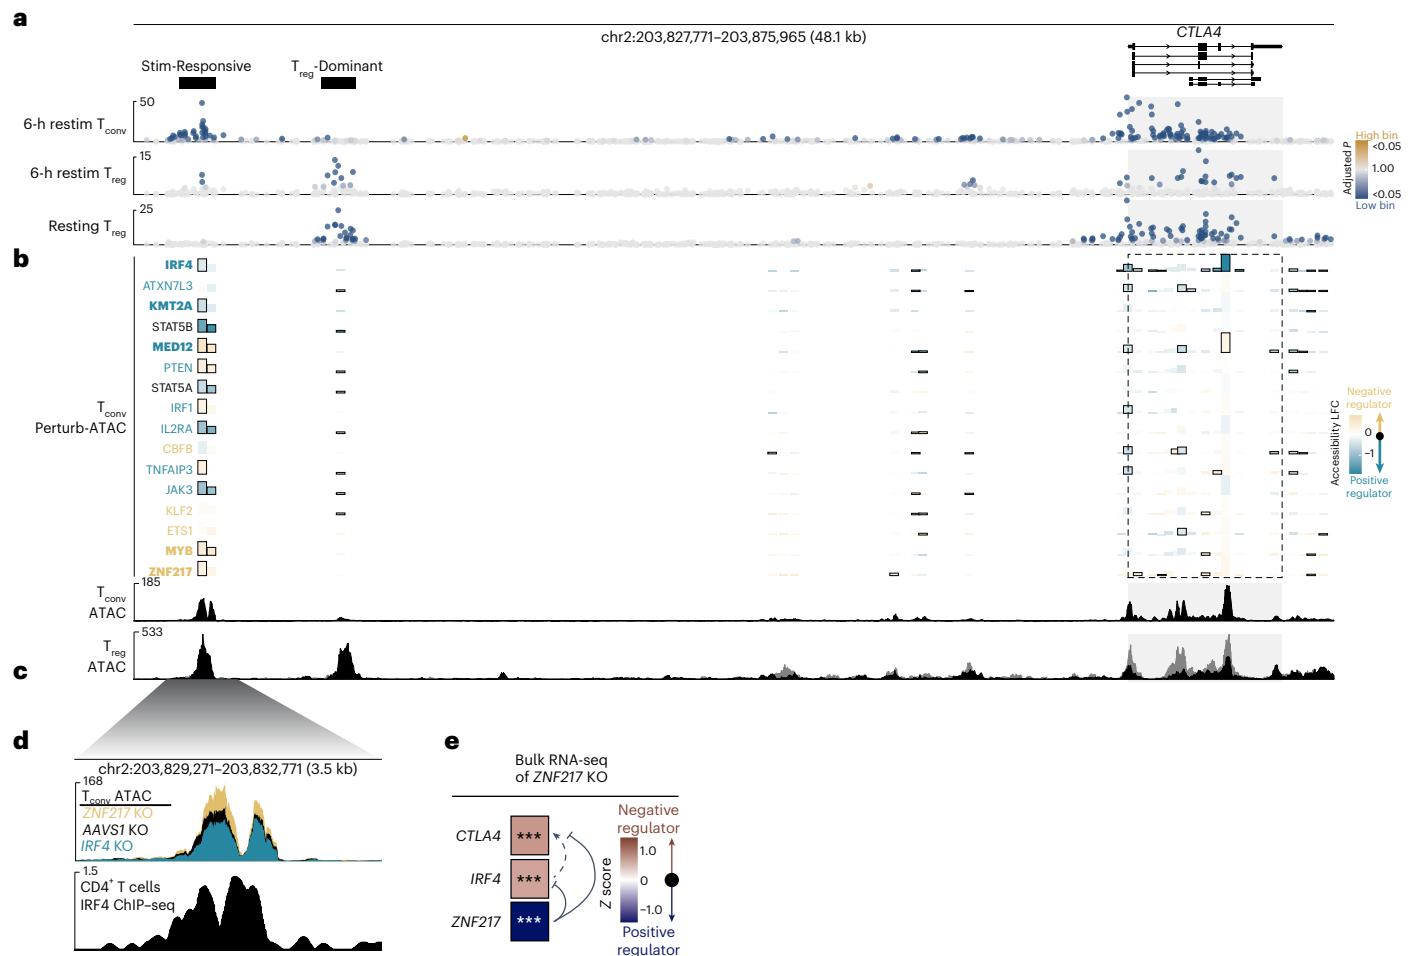 a
chr2:203,827,771–203,875,965 (48.1 kb)
CTLA4
Stim-Responsive
Treg-Dominant
50
6-h restim Tconv
15
6-h restim Treg
25
Resting Treg
High bin
<0.05
1.00
<0.05
Low bin
Adjusted P
b
IRF4
ATXN7L3
KMT2A
STAT5B
MED12
PTEN
STAT5A
IRF1
IL2RA
CBFB
TNFAIP3
JAK3
KLF2
ETS1
MYB
ZNF217
Tconv
Perturb-ATAC
Negative
regulator
0
–1
Positive
regulator
Accessibility LFC
185
Tconv
ATAC
533
Treg
ATAC
c
d
chr2:203,829,271–203,832,771 (3.5 kb)
168
Tconv ATAC
ZNF217 KO
AAVS1 KO
IRF4 KO
1.5
CD4+ T cells
IRF4 ChIP–seq
e
Bulk RNA-seq
of ZNF217 KO
CTLA4
***
IRF4
***
ZNF217
***
Negative
regulator
1.0
0
–1.0
Z score
Positive
regulator